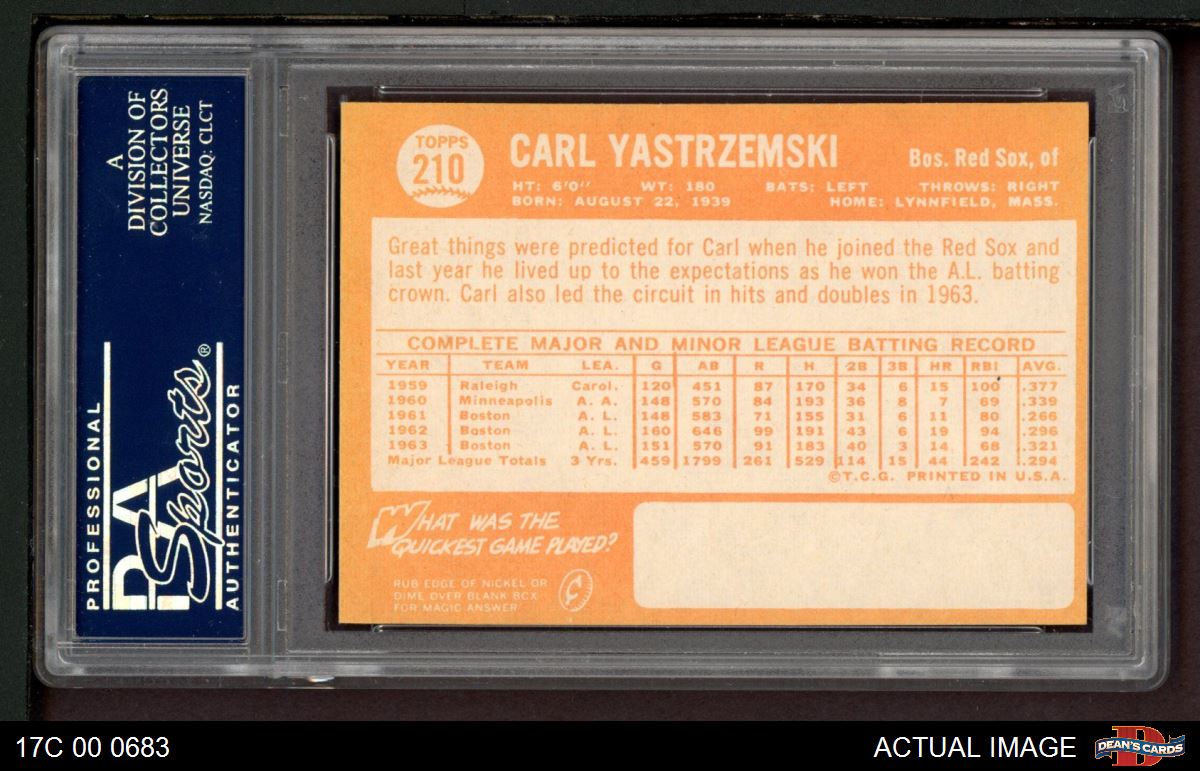 A
DIVISION OF
COLLECTORS
UNIVERSE
NASDAQ: CLCT
PROFESSIONAL
PSA
Sports®
AUTHENTICATOR
TOPPS
210
CARL YASTRZEMSKI
Bos. Red Sox, of
HT: 6'0" WT: 180 BATS: LEFT THROWS: RIGHT
BORN: AUGUST 22, 1939 HOME: LYNNFIELD, MASS.
Great things were predicted for Carl when he joined the Red Sox and
last year he lived up to the expectations as he won the A.L. batting
crown. Carl also led the circuit in hits and doubles in 1963.
COMPLETE MAJOR AND MINOR LEAGUE BATTING RECORD
YEAR TEAM LEA. G AB R H 2B 3B HR RBI AVG.
1959 Raleigh Carol. 120 451 87 170 34 6 15 100 .377
1960 Minneapolis A. A. 148 570 84 193 36 8 7 69 .339
1961 Boston A. L. 148 583 71 155 31 6 11 80 .266
1962 Boston A. L. 160 646 99 191 43 6 19 94 .296
1963 Boston A. L. 151 570 91 183 40 3 14 68 .321
Major League Totals 3 Yrs. 459 1799 261 529 114 15 44 242 .294
©T.C.G. PRINTED IN U.S.A.
WHAT WAS THE
QUICKEST GAME PLAYED?
RUB EDGE OF NICKEL OR
DIME OVER BLANK BOX
FOR MAGIC ANSWER
17C 00 0683
ACTUAL IMAGE
D
DEAN'S CARDS